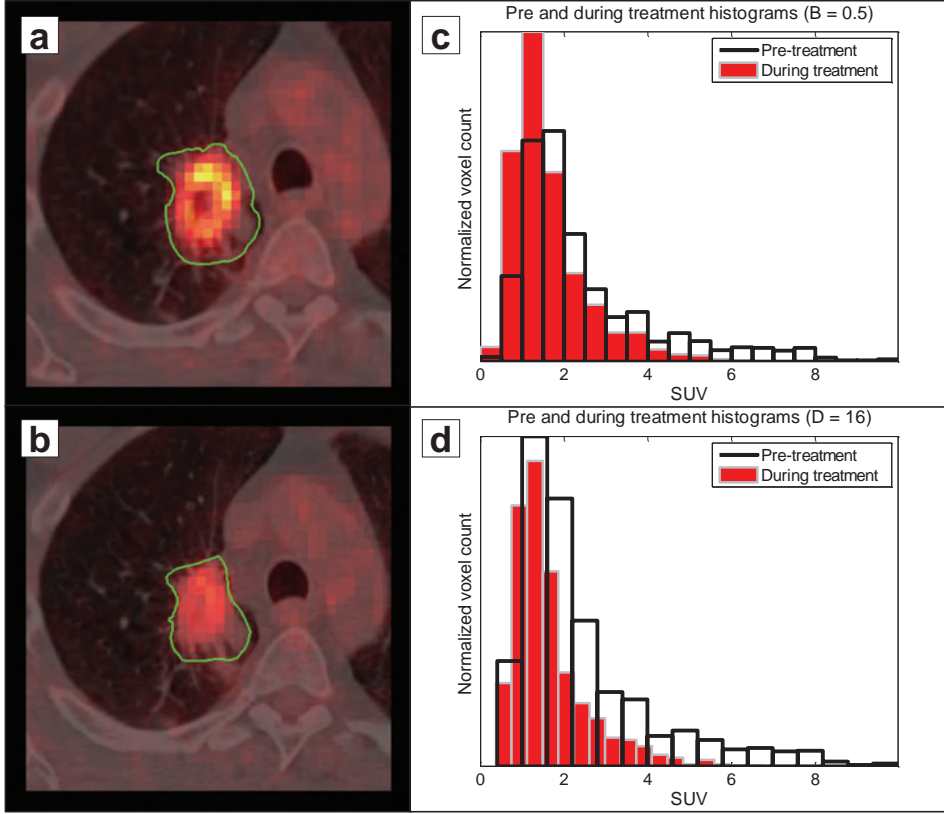 a
b
c
Pre and during treatment histograms (B = 0.5)
Pre-treatment
During treatment
Normalized voxel count
0 2 4 6 8
SUV
d
Pre and during treatment histograms (D = 16)
Pre-treatment
During treatment
Normalized voxel count
0 2 4 6 8
SUV